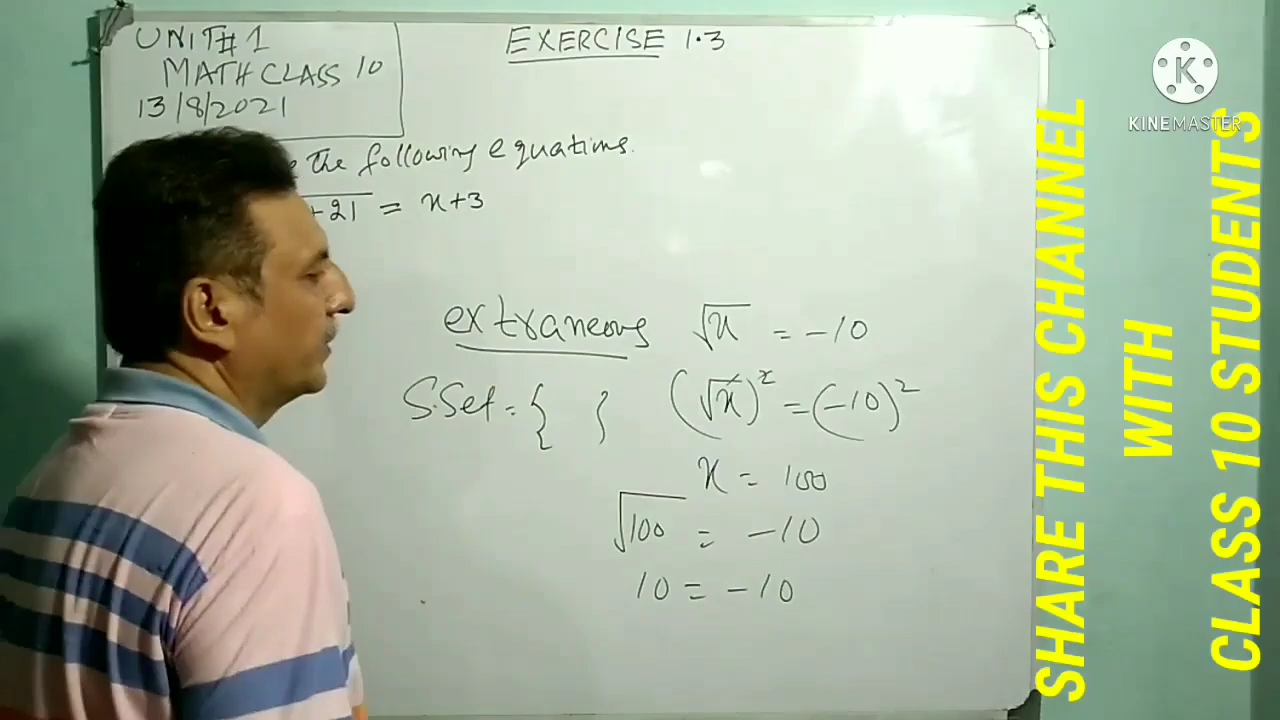 UNIT#1
MATH CLASS 10
13/8/2021
EXERCISE 1.3
the following equations.
+21 = x+3
extraneous √x = -10
S.Set = { } (√x)² = (-10)²
x = 100
√100 = -10
10 = -10
KINEMASTER
SHARE THIS CHANNEL
WITH
CLASS 10 STUDENTS